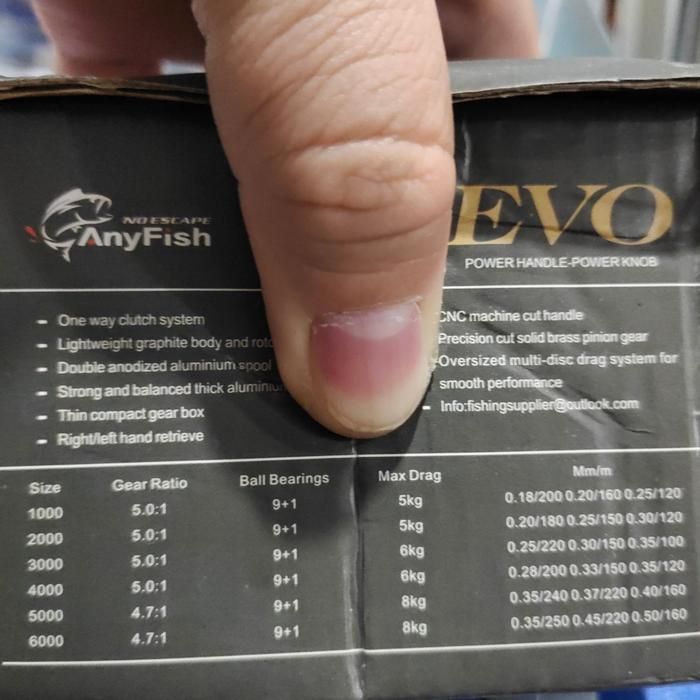 NO ESCAPE
AnyFish
EVO
POWER HANDLE-POWER KNOB
- One way clutch system
- Lightweight graphite body and
- Double anodized aluminium spool
- Strong and balanced thick
- Thin compact gear box
- Right/left hand retrieve
CNC machine cut handle
Precision cut solid brass pinion gear
Oversized multi-disc drag system for
smooth performance
- Info:fishingsupplier@outlook.com
Size Gear Ratio Ball Bearings Max Drag Mm/m
1000 5.0:1 9+1 5kg 0.18/200 0.20/160 0.25/120
2000 5.0:1 9+1 5kg 0.20/180 0.25/150 0.30/120
3000 5.0:1 9+1 6kg 0.25/220 0.30/150 0.35/100
4000 5.0:1 9+1 6kg 0.28/200 0.33/150 0.35/120
5000 4.7:1 9+1 8kg 0.35/240 0.37/220 0.40/160
6000 4.7:1 9+1 8kg 0.35/250 0.45/220 0.50/160